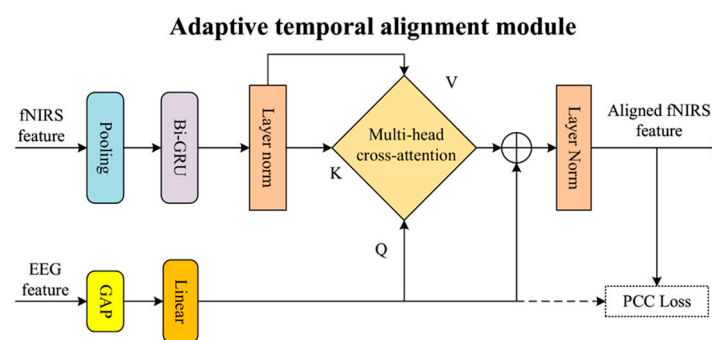 Adaptive temporal alignment module
fNIRS
feature
Pooling
Bi-GRU
Layer norm
V
Multi-head
cross-attention
K
Q
Layer Norm
Aligned fNIRS
feature
EEG
feature
GAP
Linear
PCC Loss